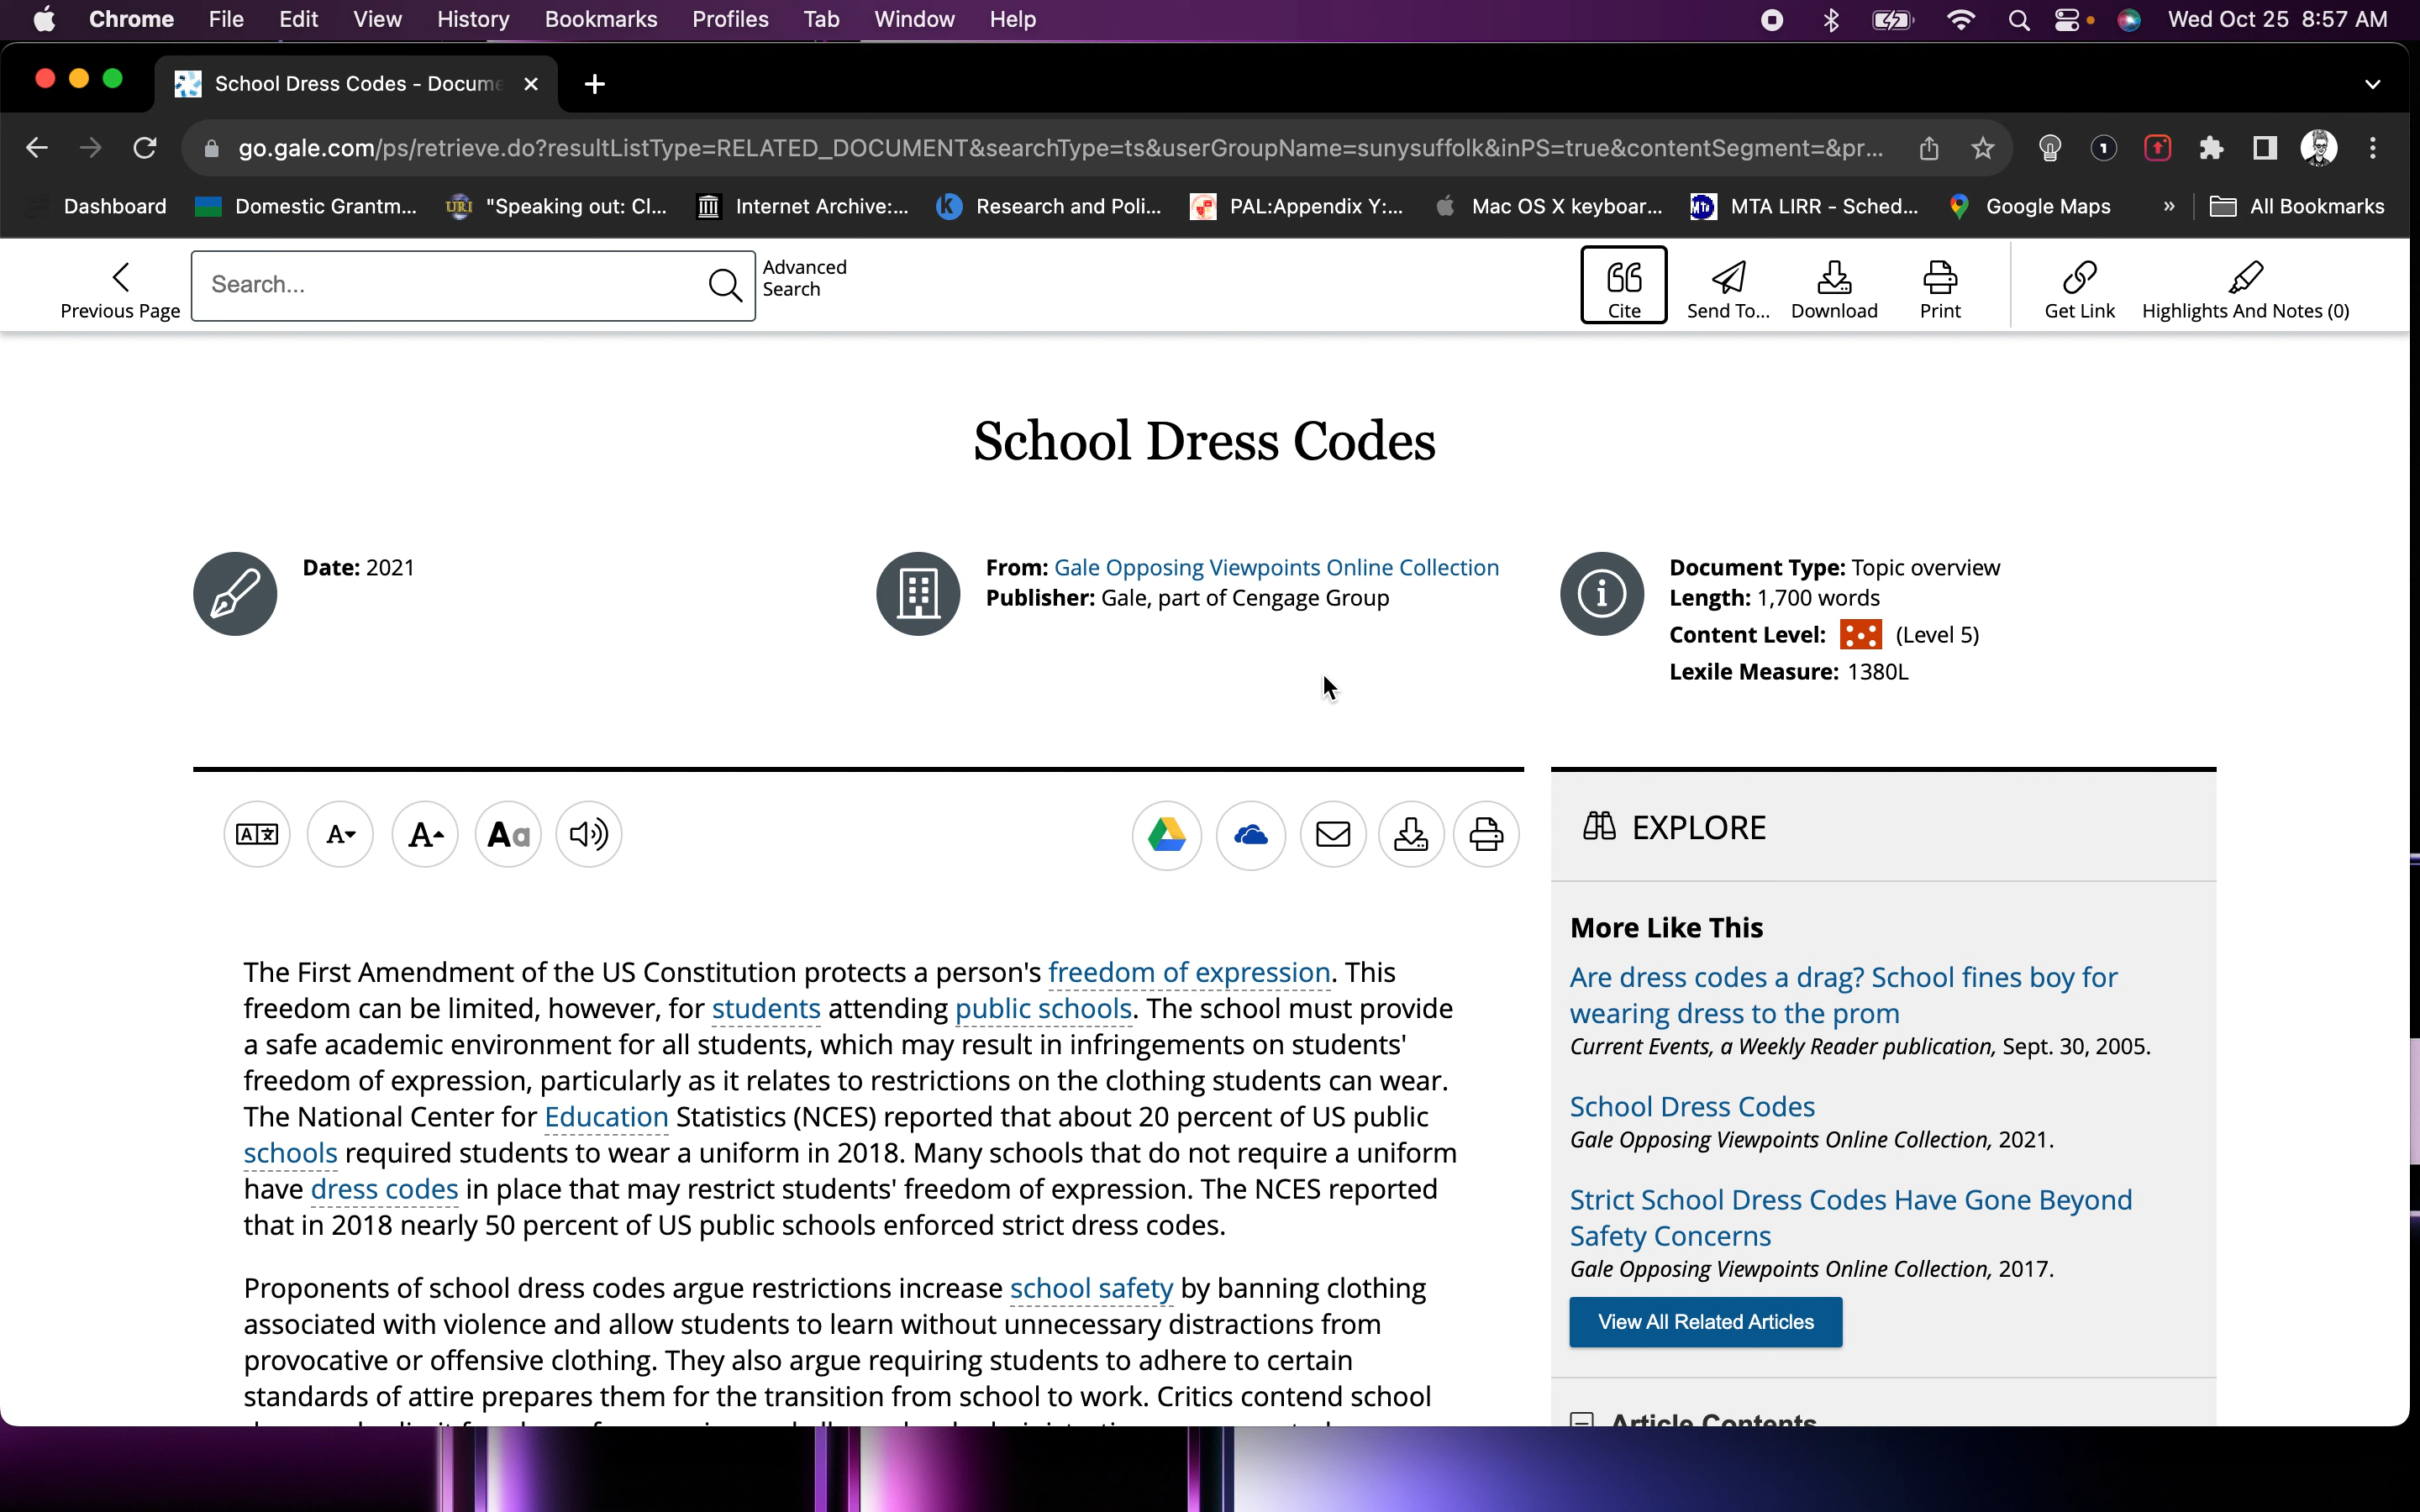 Chrome File Edit View History Bookmarks Profiles Tab Window Help Wed Oct 25 8:57 AM
School Dress Codes - Docume
go.gale.com/ps/retrieve.do?resultListType=RELATED_DOCUMENT&searchType=ts&userGroupName=sunysuffolk&inPS=true&contentSegment=&pr...
Dashboard Domestic Grantm... URI "Speaking out: Cl... Internet Archive:... K Research and Poli... PAL:Appendix Y:... Mac OS X keyboar... MTA MTA LIRR - Sched... Google Maps » All Bookmarks
Previous Page Search... Advanced Search Cite Send To... Download Print Get Link Highlights And Notes (0)
School Dress Codes
Date: 2021
From: Gale Opposing Viewpoints Online Collection
Publisher: Gale, part of Cengage Group
Document Type: Topic overview
Length: 1,700 words
Content Level: (Level 5)
Lexile Measure: 1380L
A文 A A Aa
The First Amendment of the US Constitution protects a person's freedom of expression. This
freedom can be limited, however, for students attending public schools. The school must provide
a safe academic environment for all students, which may result in infringements on students'
freedom of expression, particularly as it relates to restrictions on the clothing students can wear.
The National Center for Education Statistics (NCES) reported that about 20 percent of US public
schools required students to wear a uniform in 2018. Many schools that do not require a uniform
have dress codes in place that may restrict students' freedom of expression. The NCES reported
that in 2018 nearly 50 percent of US public schools enforced strict dress codes.
Proponents of school dress codes argue restrictions increase school safety by banning clothing
associated with violence and allow students to learn without unnecessary distractions from
provocative or offensive clothing. They also argue requiring students to adhere to certain
standards of attire prepares them for the transition from school to work. Critics contend school
EXPLORE
More Like This
Are dress codes a drag? School fines boy for
wearing dress to the prom
Current Events, a Weekly Reader publication, Sept. 30, 2005.
School Dress Codes
Gale Opposing Viewpoints Online Collection, 2021.
Strict School Dress Codes Have Gone Beyond
Safety Concerns
Gale Opposing Viewpoints Online Collection, 2017.
View All Related Articles
Article Contents